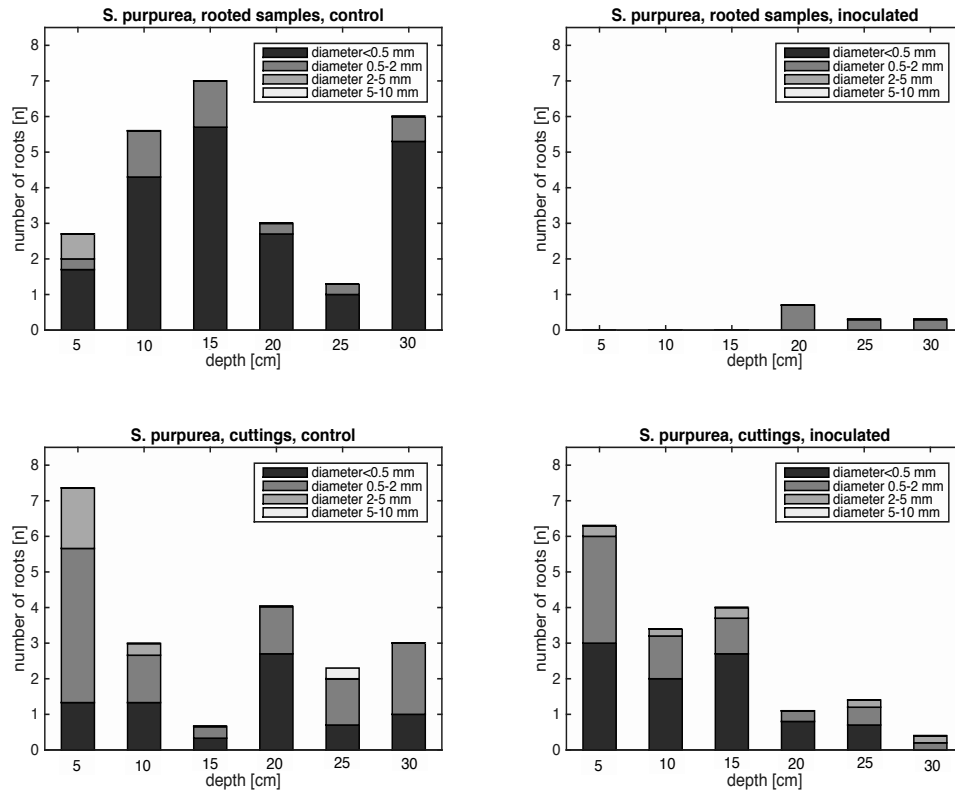 S. purpurea, rooted samples, control
8
7
6
5
4
3
2
1
0
number of roots [n]
diameter<0.5 mm
diameter 0.5-2 mm
diameter 2-5 mm
diameter 5-10 mm
5 10 15 20 25 30
depth [cm]
S. purpurea, rooted samples, inoculated
8
7
6
5
4
3
2
1
0
number of roots [n]
diameter<0.5 mm
diameter 0.5-2 mm
diameter 2-5 mm
diameter 5-10 mm
5 10 15 20 25 30
depth [cm]
S. purpurea, cuttings, control
8
7
6
5
4
3
2
1
0
number of roots [n]
diameter<0.5 mm
diameter 0.5-2 mm
diameter 2-5 mm
diameter 5-10 mm
5 10 15 20 25 30
depth [cm]
S. purpurea, cuttings, inoculated
8
7
6
5
4
3
2
1
0
number of roots [n]
diameter<0.5 mm
diameter 0.5-2 mm
diameter 2-5 mm
diameter 5-10 mm
5 10 15 20 25 30
depth [cm]